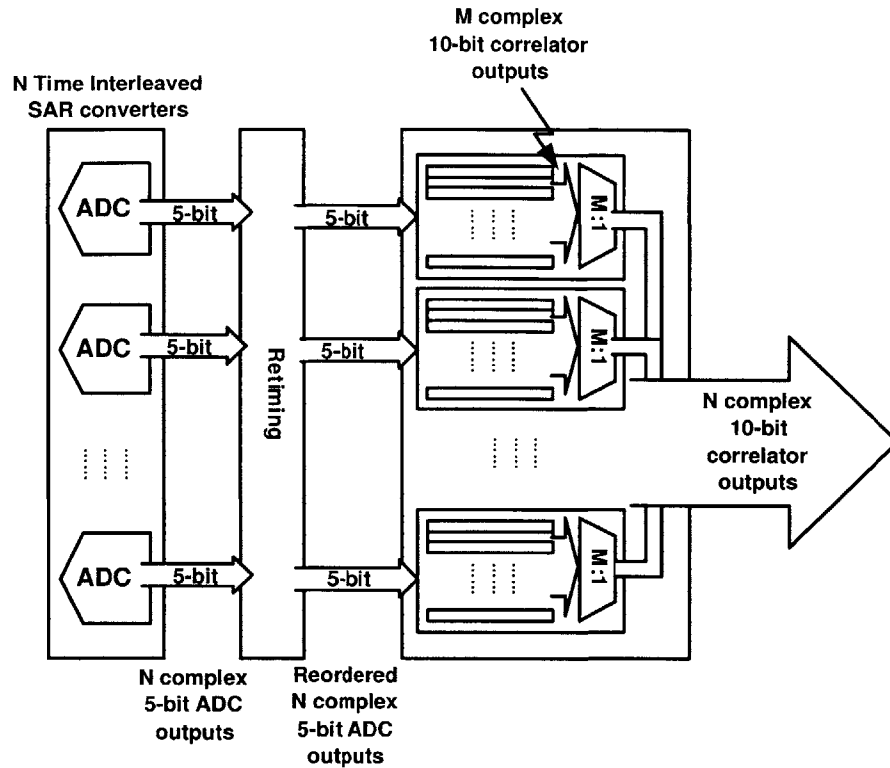 M complex
10-bit correlator
outputs
N Time Interleaved
SAR converters
ADC
5-bit
5-bit
M:1
ADC
5-bit
5-bit
M:1
Retiming
N complex
10-bit
correlator
outputs
ADC
5-bit
5-bit
M:1
N complex
5-bit ADC
outputs
Reordered
N complex
5-bit ADC
outputs